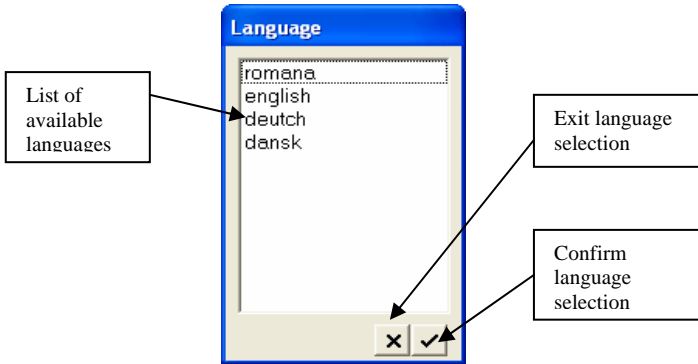 Language
romana
english
deutch
dansk
List of
available
languages
Exit language
selection
Confirm
language
selection